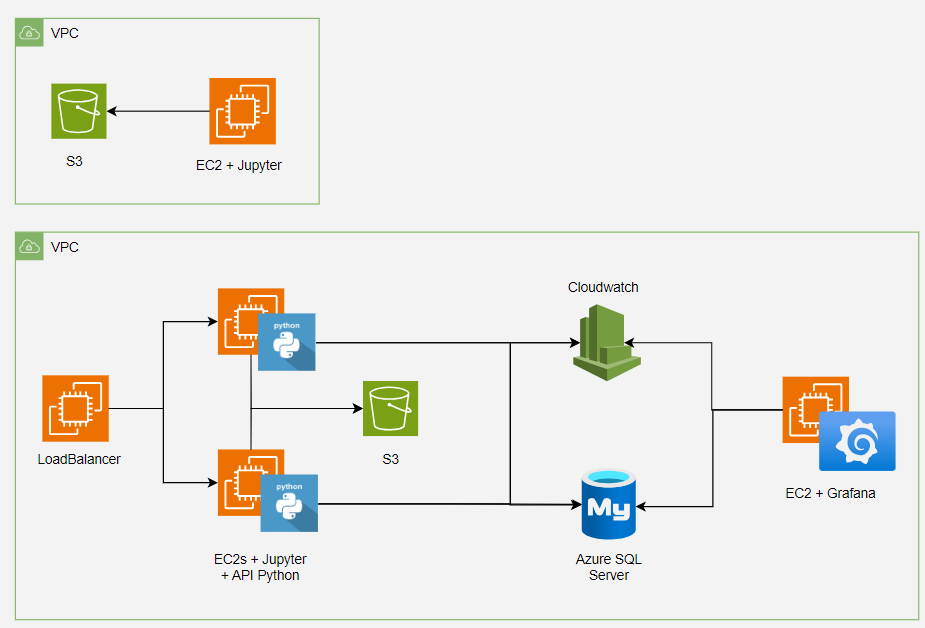 VPC
S3
EC2 + Jupyter
VPC
Cloudwatch
python
LoadBalancer
S3
python
My
EC2 + Grafana
EC2s + Jupyter
+ API Python
Azure SQL
Server